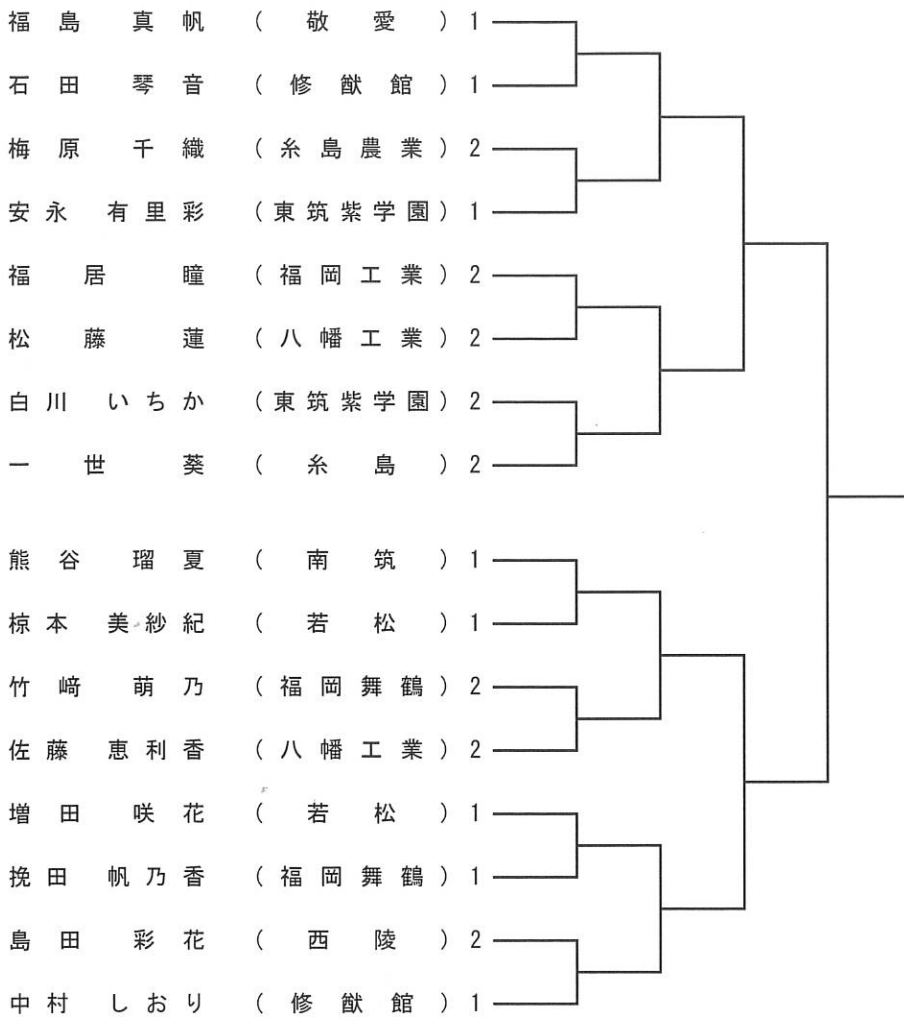 福島 真帆 (敬愛) 1
石田 琴音 (修猷館) 1
梅原 千織 (糸島農業) 2
安永 有里彩 (東筑紫学園) 1
福居 瞳 (福岡工業) 2
松藤 蓮 (八幡工業) 2
白川 いちか (東筑紫学園) 2
一世 葵 (糸島) 2
熊谷 瑠夏 (南筑) 1
椋本 美紗紀 (若松) 1
竹﨑 萌乃 (福岡舞鶴) 2
佐藤 恵利香 (八幡工業) 2
増田 咲花 (若松) 1
挽田 帆乃香 (福岡舞鶴) 1
島田 彩花 (西陵) 2
中村 しおり (修猷館) 1